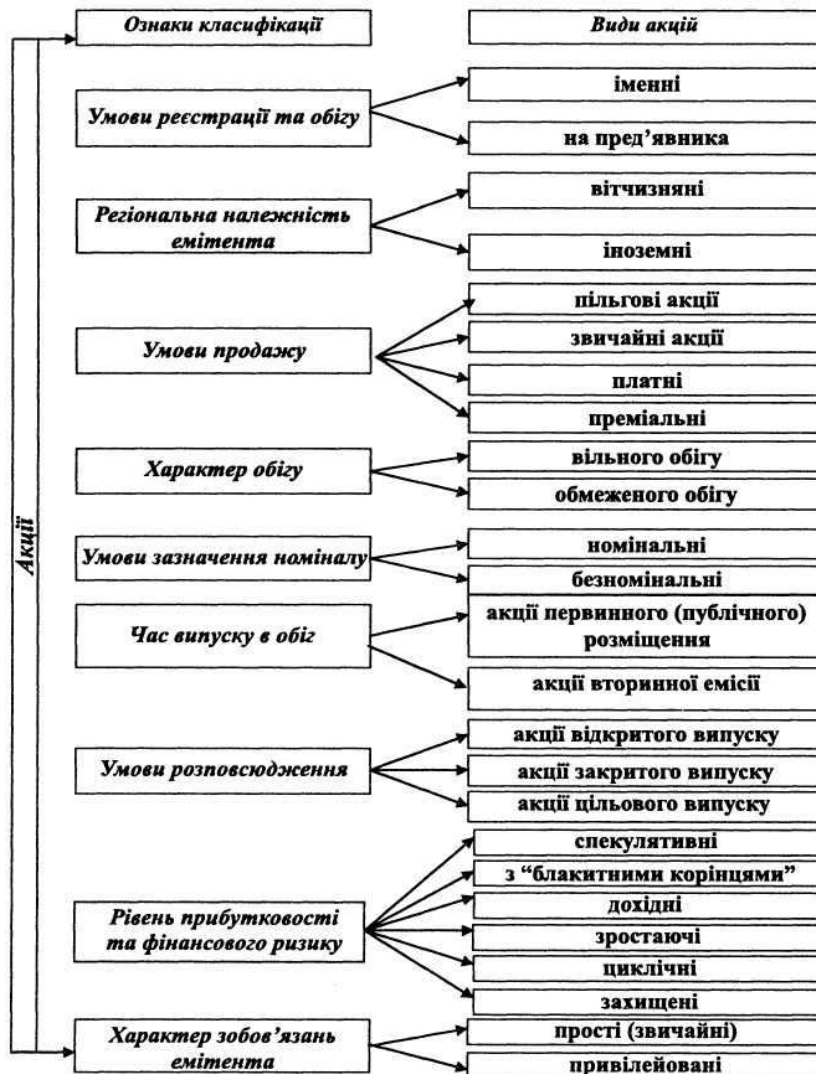 Ознаки класифікації
Види акцій
Акції
Умови реєстрації та обігу
іменні
на пред’явника
Регіональна належність
емітента
вітчизняні
іноземні
Умови продажу
пільгові акції
звичайні акції
платні
преміальні
Характер обігу
вільного обігу
обмеженого обігу
Умови зазначення номіналу
номінальні
безномінальні
Час випуску в обіг
акції первинного (публічного)
розміщення
акції вторинної емісії
Умови розповсюдження
акції відкритого випуску
акції закритого випуску
акції цільового випуску
Рівень прибутковості
та фінансового ризику
спекулятивні
з “блакитними корінцями”
дохідні
зростаючі
циклічні
захищені
Характер зобов’язань
емітента
прості (звичайні)
привілейовані